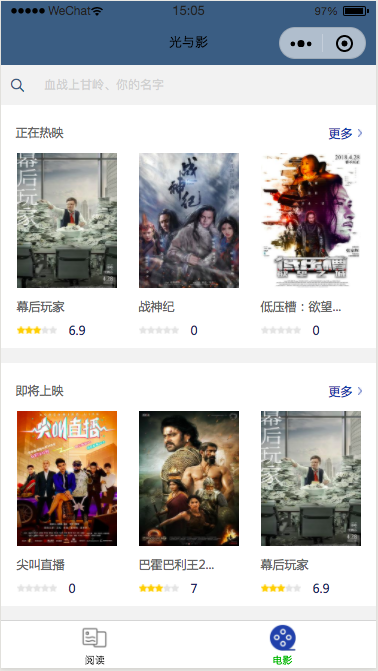 WeChat 15:05 97%
光与影
血战上甘岭、你的名字
正在热映 更多
幕后玩家
战神纪
2018.4.29
低压槽
幕后玩家 战神纪 低压槽：欲望...
6.9 0 0
即将上映 更多
尖叫直播
幕后玩家
尖叫直播 巴霍巴利王2... 幕后玩家
0 7 6.9
阅读 电影